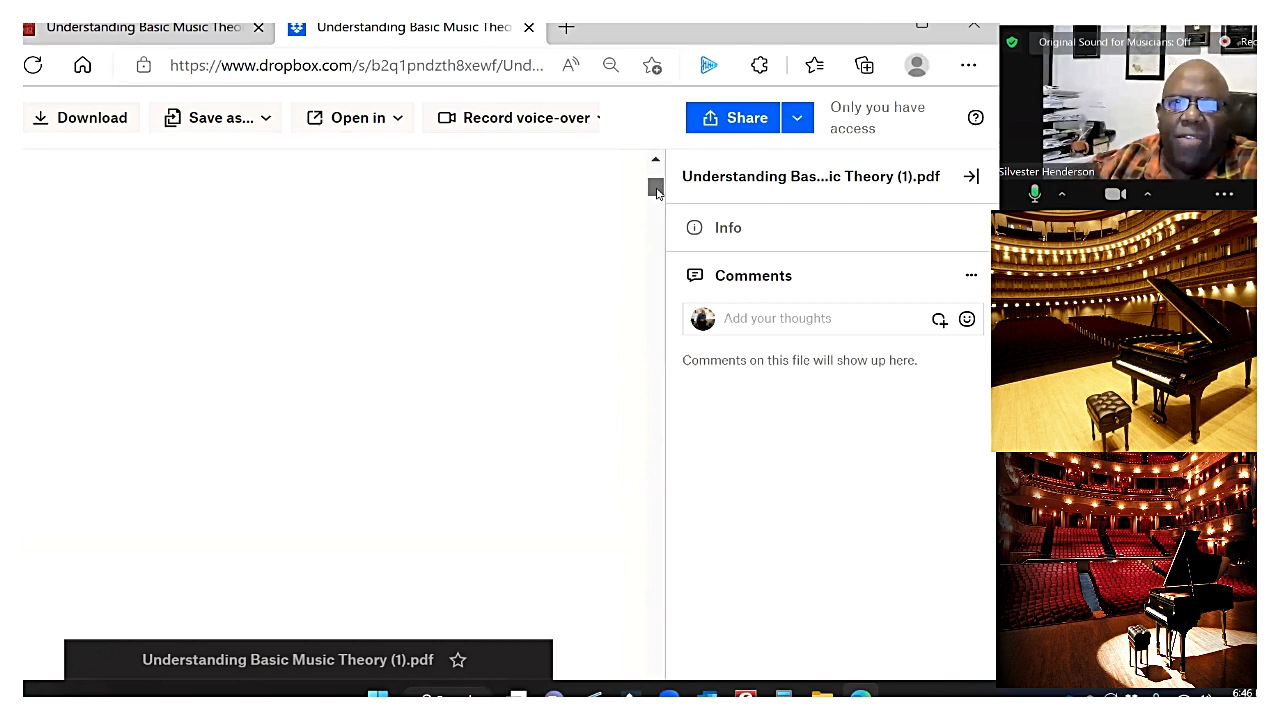 Understanding Basic Music Theo
Understanding Basic Music Theo
https://www.dropbox.com/s/b2q1pndzth8xewf/Und...
Download
Save as...
Open in
Record voice-over
Share
Only you have
access
Original Sound for Musicians: Off
Rec
Silvester Henderson
Understanding Bas...ic Theory (1).pdf
Info
Comments
Add your thoughts
Comments on this file will show up here.
Understanding Basic Music Theory (1).pdf
6:46